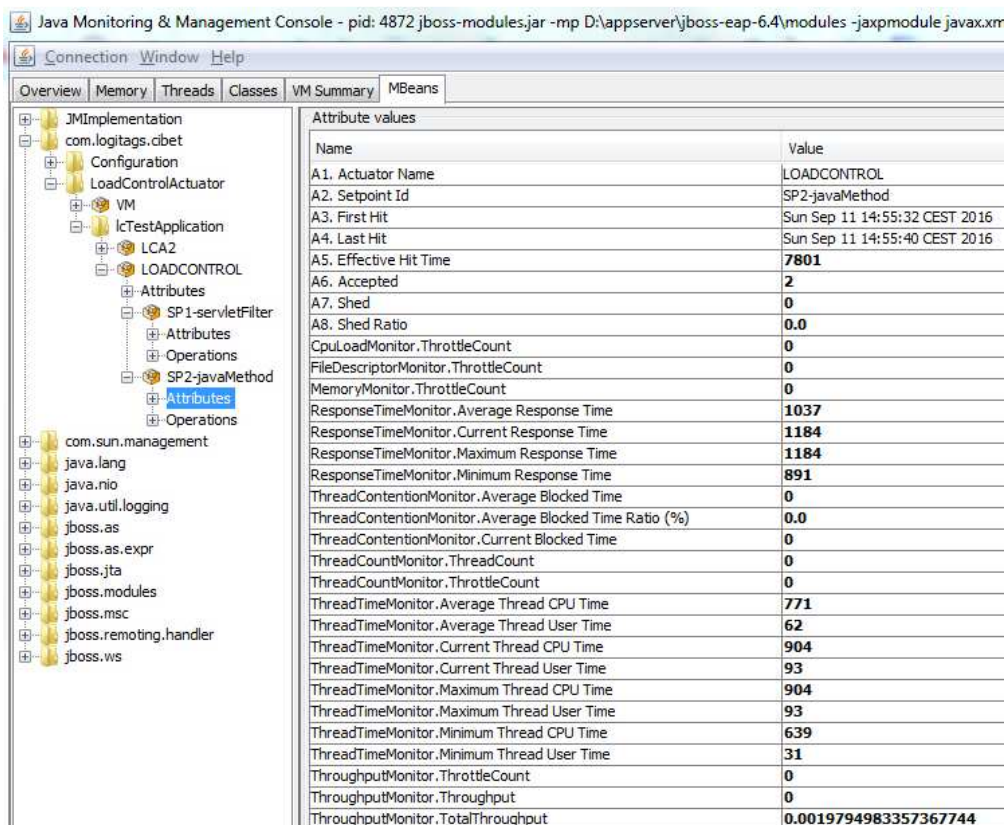 Java Monitoring & Management Console - pid: 4872 jboss-modules.jar -mp D:\appserver\jboss-eap-6.4\modules -jaxpmodule javax.xm
Connection Window Help
Overview Memory Threads Classes VM Summary MBeans
JMImplementation
com.logitags.cibet
Configuration
LoadControlActuator
VM
lcTestApplication
LCA2
LOADCONTROL
Attributes
SP1-servletFilter
Attributes
Operations
SP2-javaMethod
Attributes
Operations
com.sun.management
java.lang
java.nio
java.util.logging
jboss.as
jboss.as.expr
jboss.jta
jboss.modules
jboss.msc
jboss.remoting.handler
jboss.ws
Attribute values
Name Value
A1. Actuator Name LOADCONTROL
A2. Setpoint Id SP2-javaMethod
A3. First Hit Sun Sep 11 14:55:32 CEST 2016
A4. Last Hit Sun Sep 11 14:55:40 CEST 2016
A5. Effective Hit Time 7801
A6. Accepted 2
A7. Shed 0
A8. Shed Ratio 0.0
CpuLoadMonitor.ThrottleCount 0
FileDescriptorMonitor.ThrottleCount 0
MemoryMonitor.ThrottleCount 0
ResponseTimeMonitor.Average Response Time 1037
ResponseTimeMonitor.Current Response Time 1184
ResponseTimeMonitor.Maximum Response Time 1184
ResponseTimeMonitor.Minimum Response Time 891
ThreadContentionMonitor.Average Blocked Time 0
ThreadContentionMonitor.Average Blocked Time Ratio (%) 0.0
ThreadContentionMonitor.Current Blocked Time 0
ThreadCountMonitor.ThreadCount 0
ThreadCountMonitor.ThrottleCount 0
ThreadTimeMonitor.Average Thread CPU Time 771
ThreadTimeMonitor.Average Thread User Time 62
ThreadTimeMonitor.Current Thread CPU Time 904
ThreadTimeMonitor.Current Thread User Time 93
ThreadTimeMonitor.Maximum Thread CPU Time 904
ThreadTimeMonitor.Maximum Thread User Time 93
ThreadTimeMonitor.Minimum Thread CPU Time 639
ThreadTimeMonitor.Minimum Thread User Time 31
ThroughputMonitor.ThrottleCount 0
ThroughputMonitor.Throughput 0
ThroughputMonitor.TotalThroughput 0.0019794983357367744